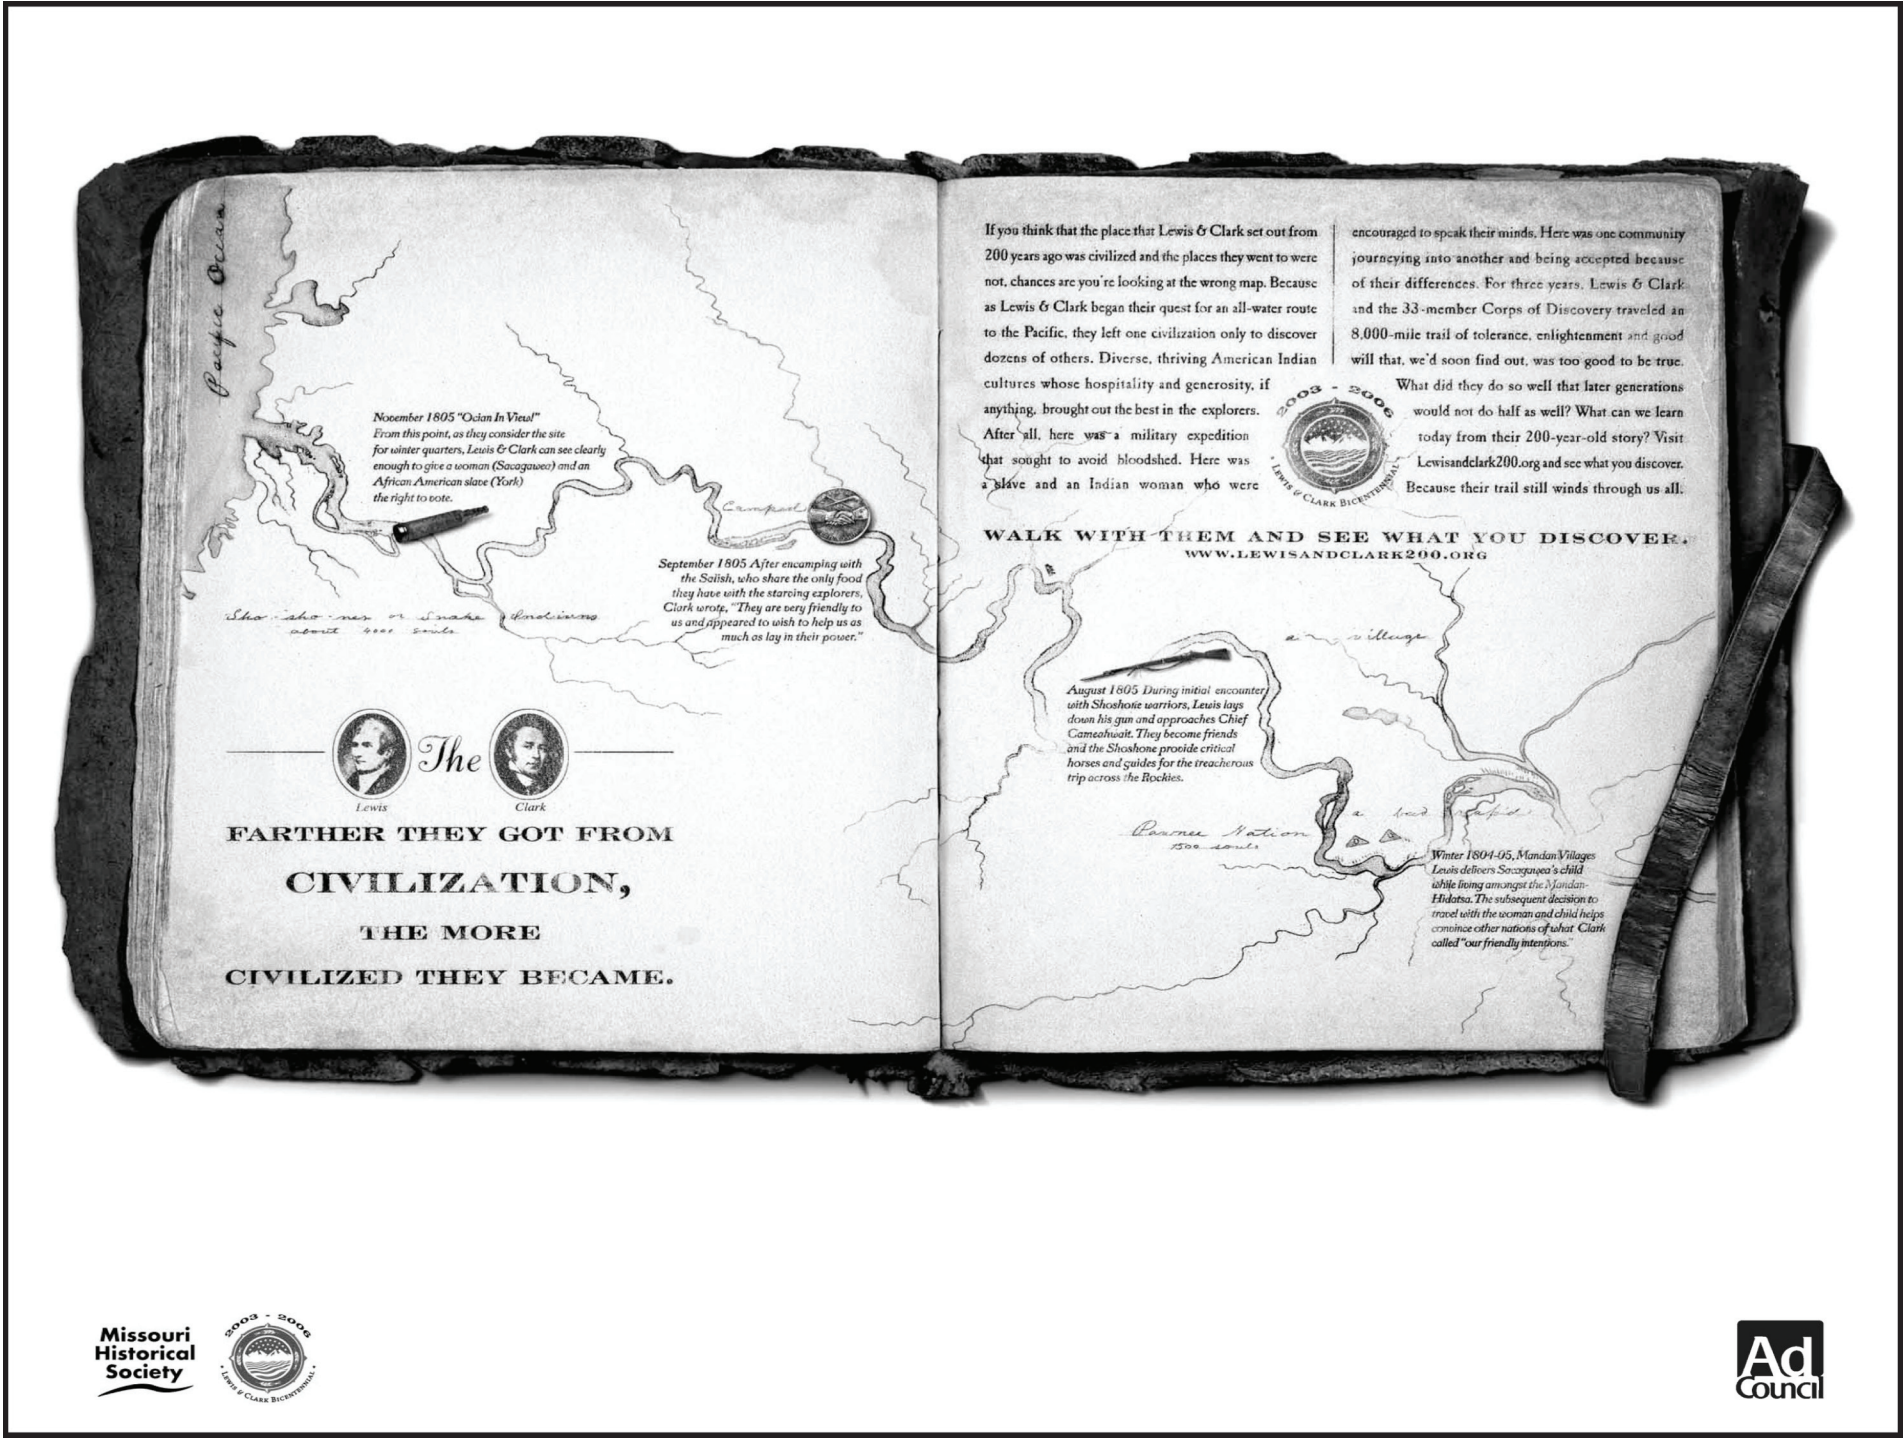 Pacific Ocean
November 1805 "Ocian In View!"
From this point, as they consider the site
for winter quarters, Lewis & Clark can see clearly
enough to give a woman (Sacagawea) and an
African American slave (York)
the right to vote.
Camped
September 1805 After encamping with
the Salish, who share the only food
they have with the starving explorers,
Clark wrote, "They are very friendly to
us and appeared to wish to help us as
much as lay in their power."
Sho-sho-nes or Snake Indians
about 4000 souls
The
Lewis
Clark
FARTHER THEY GOT FROM
CIVILIZATION,
THE MORE
CIVILIZED THEY BECAME.
If you think that the place that Lewis & Clark set out from
200 years ago was civilized and the places they went to were
not, chances are you're looking at the wrong map. Because
as Lewis & Clark began their quest for an all-water route
to the Pacific, they left one civilization only to discover
dozens of others. Diverse, thriving American Indian
cultures whose hospitality and generosity, if
anything, brought out the best in the explorers.
After all, here was a military expedition
that sought to avoid bloodshed. Here was
a slave and an Indian woman who were
encouraged to speak their minds. Here was one community
journeying into another and being accepted because
of their differences. For three years, Lewis & Clark
and the 33-member Corps of Discovery traveled an
8,000-mile trail of tolerance, enlightenment and good
will that, we'd soon find out, was too good to be true.
What did they do so well that later generations
would not do half as well? What can we learn
today from their 200-year-old story? Visit
Lewisandclark200.org and see what you discover.
Because their trail still winds through us all.
2003 - 2006
LEWIS & CLARK BICENTENNIAL
WALK WITH THEM AND SEE WHAT YOU DISCOVER.
WWW.LEWISANDCLARK200.ORG
village
August 1805 During initial encounter
with Shoshone warriors, Lewis lays
down his gun and approaches Chief
Cameahwait. They become friends
and the Shoshone provide critical
horses and guides for the treacherous
trip across the Rockies.
Pawnee Nation
1500 souls
a bad rapid
Winter 1804-05, Mandan Villages
Lewis delivers Sacagawea's child
while living amongst the Mandan-
Hidatsa. The subsequent decision to
travel with the woman and child helps
convince other nations of what Clark
called "our friendly intentions."
Missouri
Historical
Society
2003 - 2006
LEWIS & CLARK BICENTENNIAL
Ad
Council